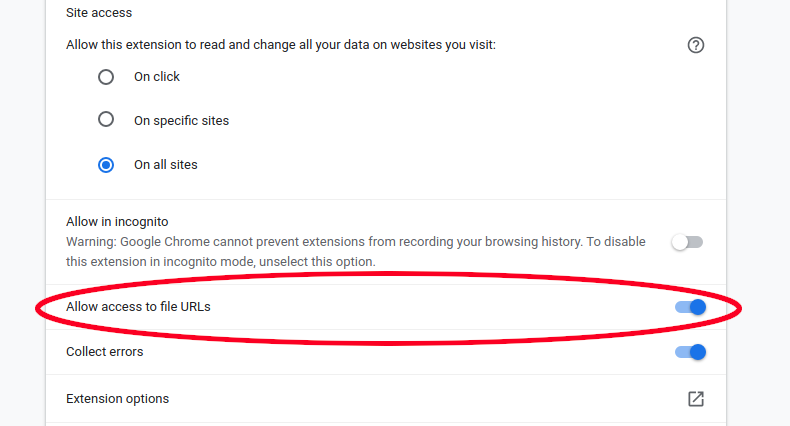 Site access
Allow this extension to read and change all your data on websites you visit:
On click
On specific sites
On all sites
Allow in incognito
Warning: Google Chrome cannot prevent extensions from recording your browsing history. To disable
this extension in incognito mode, unselect this option.
Allow access to file URLs
Collect errors
Extension options